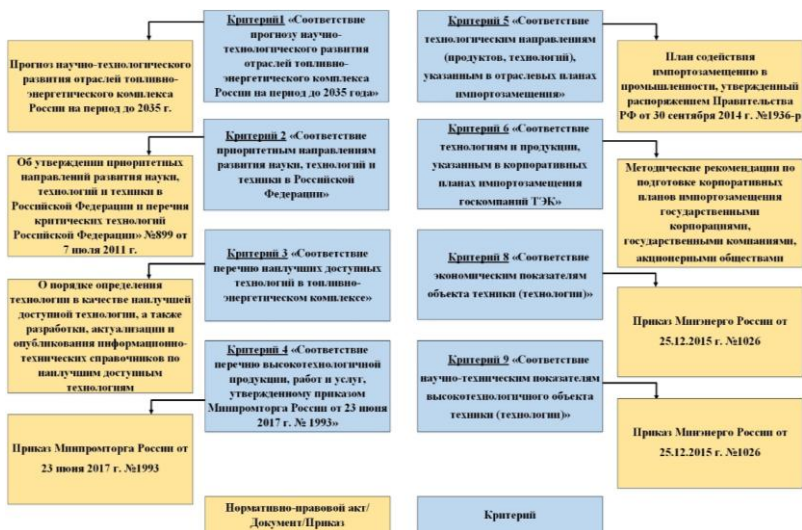 Критерий1 «Соответствие
прогнозу научно-
технологического развития
отраслей топливно-
энергетического комплекса
России на период до 2035 года»
Прогноз научно-технологического
развития отраслей топливно-
энергетического комплекса
России на период до 2035 г.
Критерий 2 «Соответствие
приоритетным направлениям
развития науки, технологий и
техники в Российской
Федерации»
Об утверждении приоритетных
направлений развития науки,
технологий и техники в
Российской Федерации и перечня
критических технологий
Российской Федерации» №899 от
7 июля 2011 г.
Критерий 3 «Соответствие
перечню наилучших доступных
технологий в топливно-
энергетическом комплексе»
О порядке определения
технологии в качестве наилучшей
доступной технологии, а также
разработки, актуализации и
опубликования информационно-
технических справочников по
наилучшим доступным
технологиям
Критерий 4 «Соответствие
перечню высокотехнологичной
продукции, работ и услуг,
утвержденному приказом
Минпромторга России от 23 июня
2017 г. № 1993»
Приказ Минпромторга России от
23 июня 2017 г. №1993
Критерий 5 «Соответствие
технологическим направлениям
(продуктов, технологий),
указанным в отраслевых планах
импортозамещения»
План содействия
импортозамещению в
промышленности, утвержденный
распоряжением Правительства
РФ от 30 сентября 2014 г. №1936-р
Критерий 6 «Соответствие
технологиям и продукции,
указанным в корпоративных
планах импортозамещения
госкомпаний ТЭК»
Методические рекомендации по
подготовке корпоративных
планов импортозамещения
государственными
корпорациями,
государственными компаниями,
акционерными обществами
Критерий 8 «Соответствие
экономическим показателям
объекта техники (технологии)»
Приказ Минэнерго России от
25.12.2015 г. №1026
Критерий 9 «Соответствие
научно-техническим показателям
высокотехнологичного объекта
техники (технологии)»
Приказ Минэнерго России от
25.12.2015 г. №1026
Нормативно-правовой акт/
Документ/Приказ
Критерий